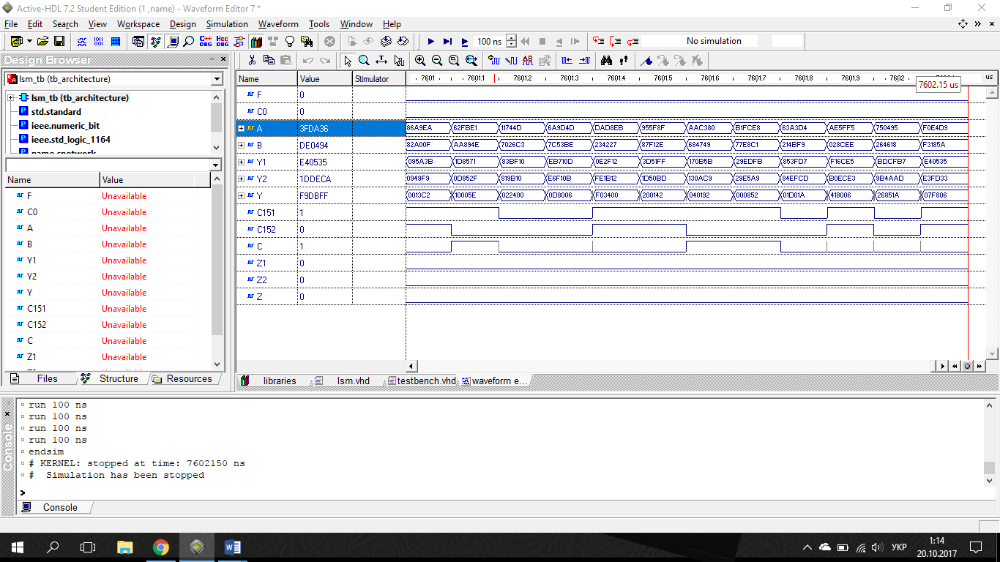 Active-HDL 7.2 Student Edition (1 ,name) - Waveform Editor 7 *
File Edit Search View Workspace Design Simulation Waveform Tools Window Help
100 ns No simulation
Design Browser
lsm_tb (tb_architecture)
lsm_tb (tb_architecture)
std.standard
ieee.numeric_bit
ieee.std_logic_1164
Name Value
F Unavailable
C0 Unavailable
A Unavailable
B Unavailable
Y1 Unavailable
Y2 Unavailable
Y Unavailable
C151 Unavailable
C152 Unavailable
C Unavailable
Z1 Unavailable
Files Structure Resources
Name Value Stimulator 7601 7601.1 7601.2 7601.3 7601.4 7601.5 7601.6 7601.7 7601.8 7601.9 7602 us
7602.15 us
F 0
C0 0
A 3FDA36 86A9EA 62FBE1 11744D 6A9D4D DAD8EB 955F8F AAC380 B1FCE8 63A3D4 AE5FF5 750495 F0E4D9
B DE0494 82A00F AA894E 7026C3 7C53BE 234227 87F12E 684749 77E8C1 214BF9 028CEE 264618 F3185A
Y1 E40535 095A3B 1D8571 83BF10 EB710D 0E2F12 3D51FF 170B5B 29EDFB 853FD7 F16CE5 BDCFB7 E40535
Y2 1DDECA 0949F9 0D852F 819B10 E6F10B FE1B12 1D50BD 130AC9 29E5A9 84EFCD B0ECE3 9B4AAD E3FD33
Y F9DBFF 0013C2 10005E 022400 0D8006 F03400 200142 040192 000852 01D01A 418006 26851A 07F806
C151 1
C152 0
C 1
Z1 0
Z2 0
Z 0
libraries lsm.vhd testbench.vhd waveform e...
run 100 ns
run 100 ns
run 100 ns
run 100 ns
endsim
# KERNEL: stopped at time: 7602150 ns
# Simulation has been stopped
>
Console
Console
УКР
1:14
20.10.2017